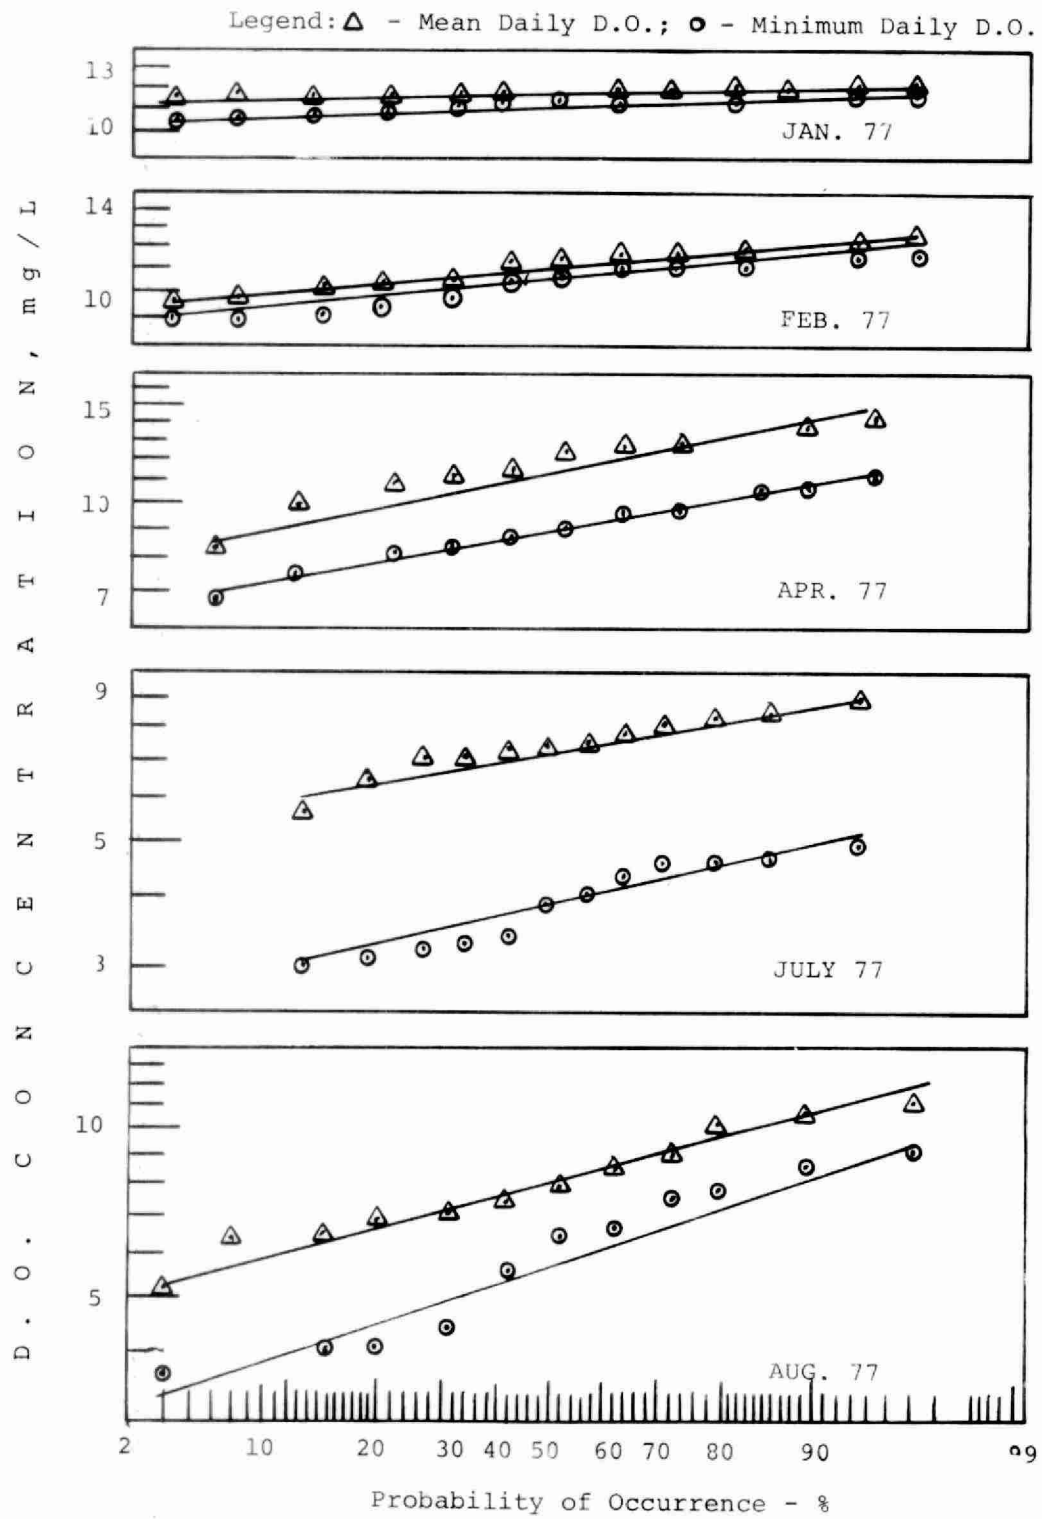 Legend: △ - Mean Daily D.O.; ⊙ - Minimum Daily D.O.
13
10
JAN. 77
14
10
FEB. 77
15
10
7
APR. 77
9
5
3
JULY 77
10
5
AUG. 77
2 10 20 30 40 50 60 70 80 90 99
Probability of Occurrence - %
D.O. CONCENTRATION, mg/L